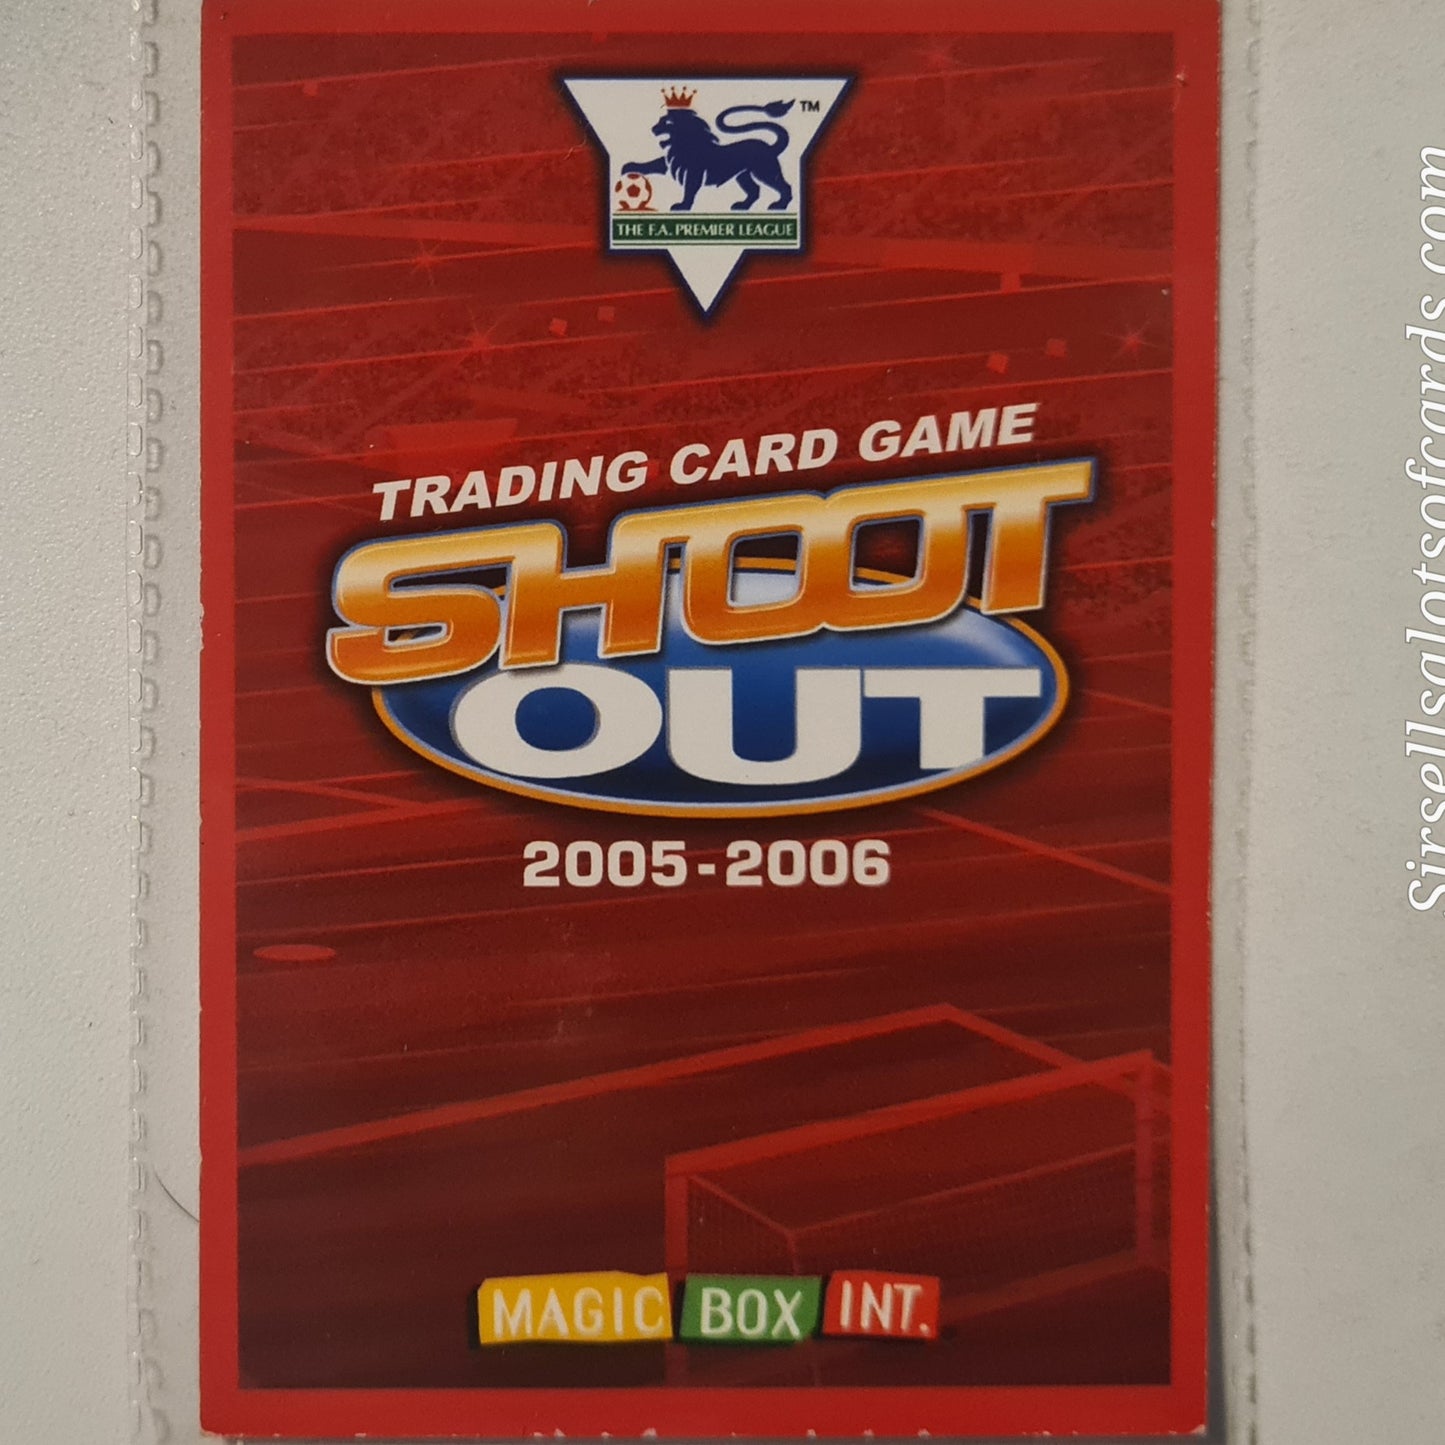 TM
THE F.A. PREMIER LEAGUE
TRADING CARD GAME
SHOOT
OUT
2005-2006
MAGIC BOX INT.
Sirsellsalotsofcards.com